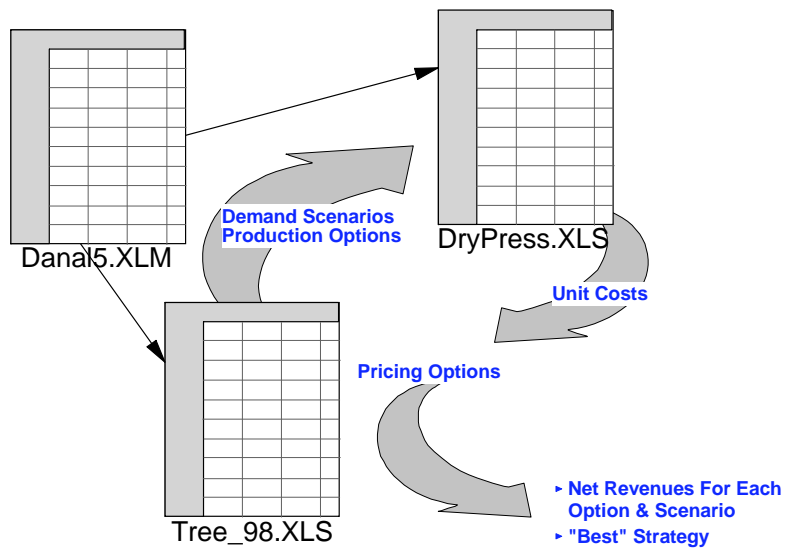 Danal5.XLM
Demand Scenarios
Production Options
DryPress.XLS
Unit Costs
Pricing Options
Tree_98.XLS
▸ Net Revenues For Each
Option & Scenario
▸ "Best" Strategy